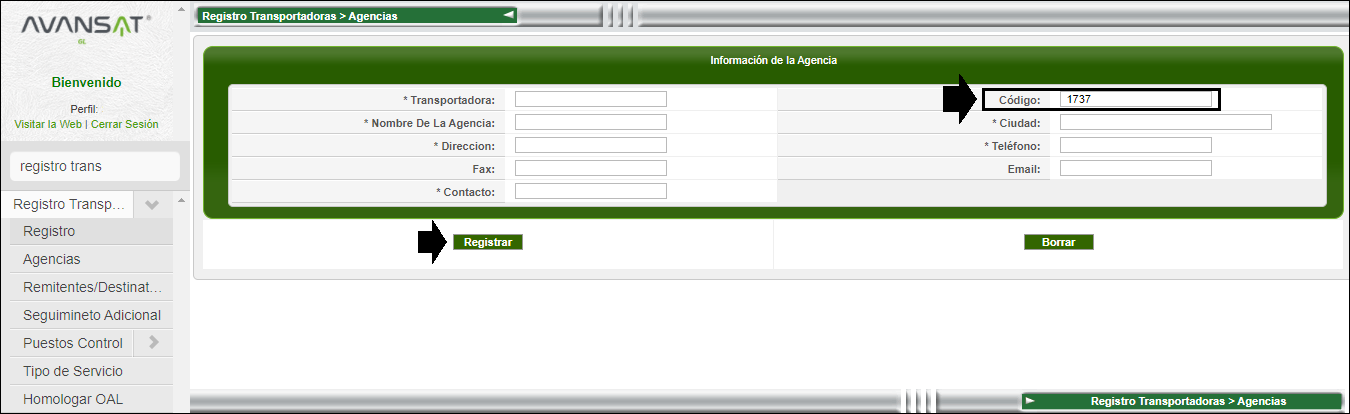 AVANSAT
GL
Bienvenido
Perfil:
Visitar la Web | Cerrar Sesión
registro trans
Registro Transp...
Registro
Agencias
Remitentes/Destinat...
Seguimineto Adicional
Puestos Control
Tipo de Servicio
Homologar OAL
Registro Transportadoras > Agencias
Información de la Agencia
* Transportadora:
Código: 1737
* Nombre De La Agencia:
* Ciudad:
* Direccion:
* Teléfono:
Fax:
Email:
* Contacto:
Registrar
Borrar
Registro Transportadoras > Agencias